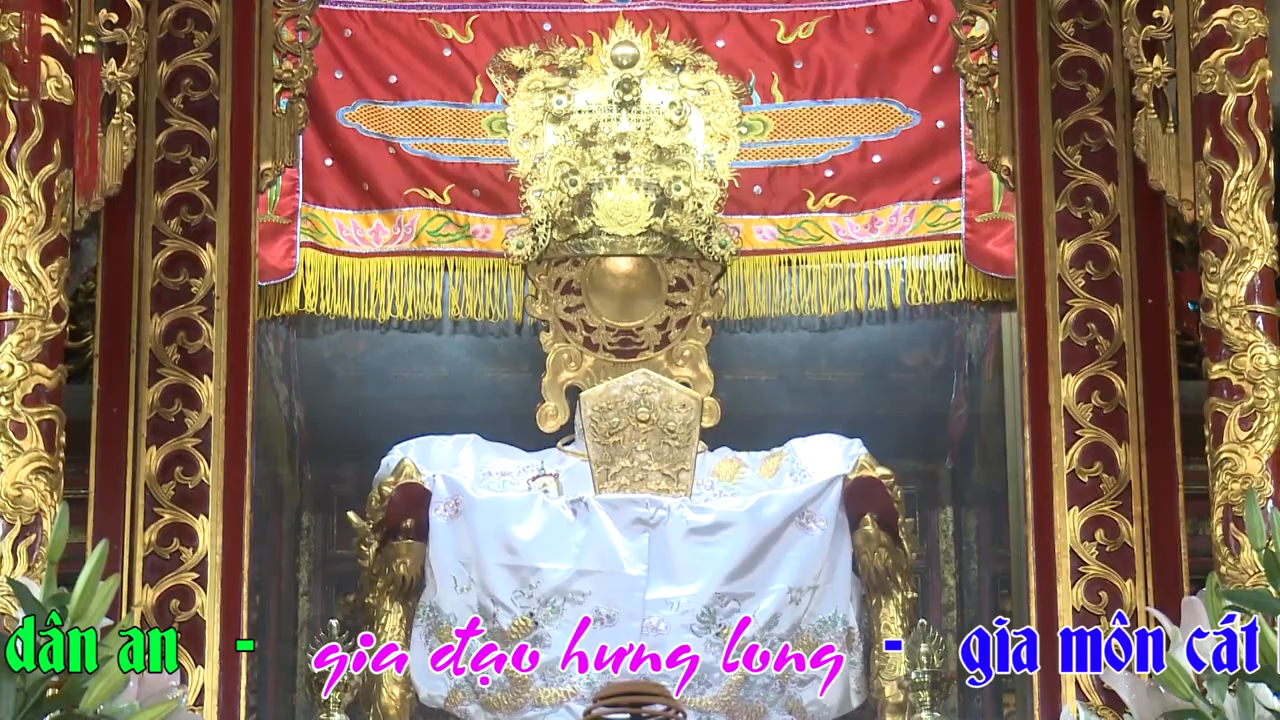 dân an - gia đạo hưng long - gia môn cát